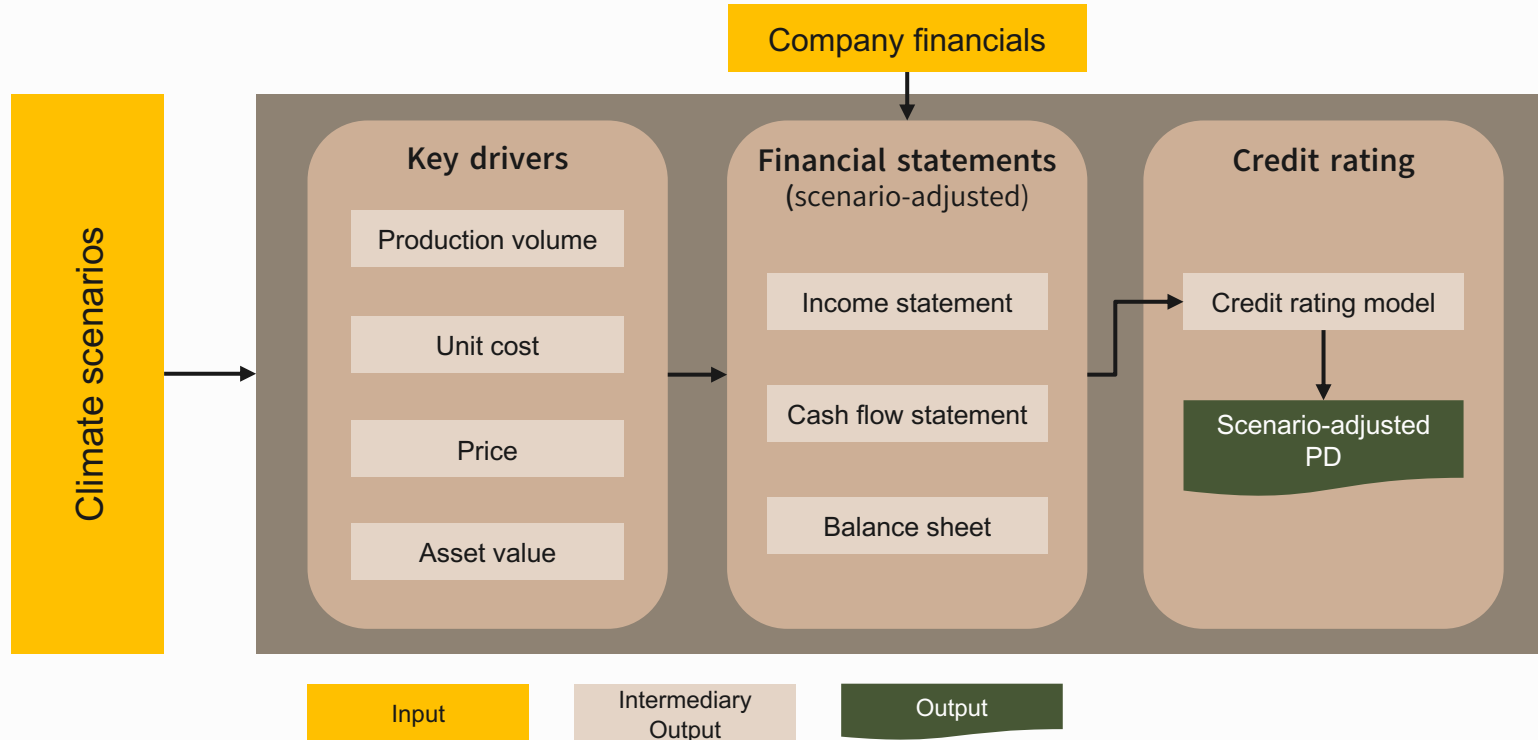 Company financials
Climate scenarios
Key drivers
Production volume
Unit cost
Price
Asset value
Financial statements
(scenario-adjusted)
Income statement
Cash flow statement
Balance sheet
Credit rating
Credit rating model
Scenario-adjusted
PD
Input
Intermediary
Output
Output